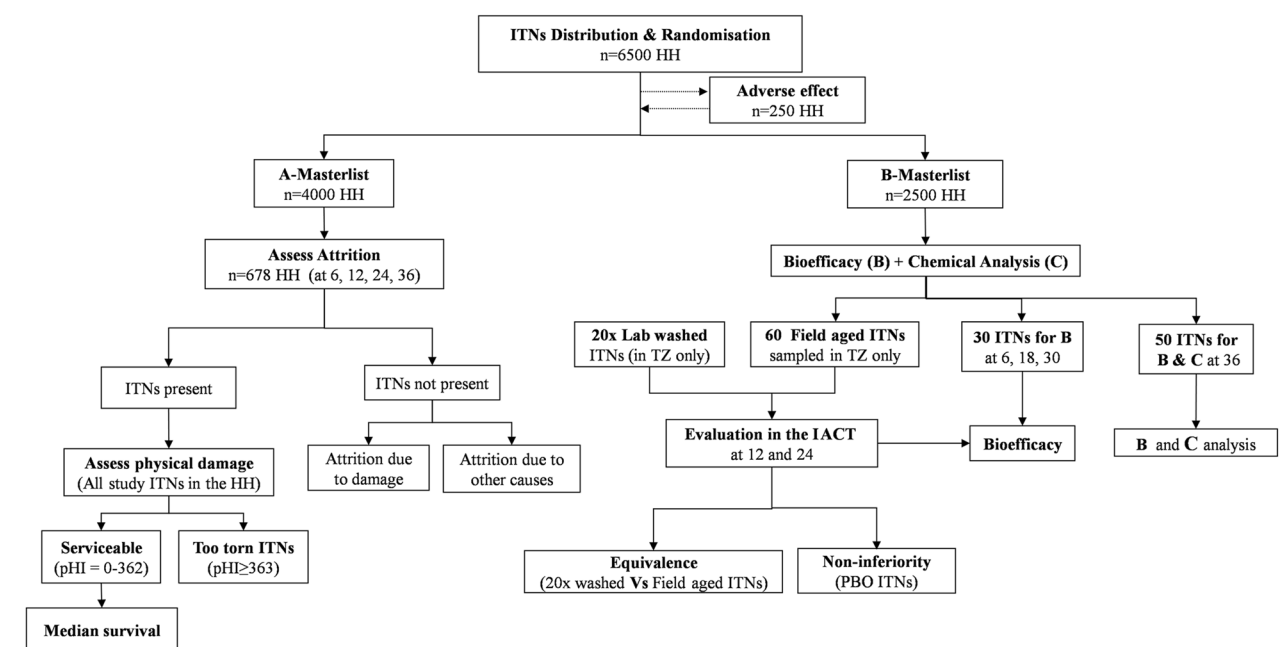 ITNs Distribution & Randomisation
n=6500 HH
Adverse effect
n=250 HH
A-Masterlist
n=4000 HH
B-Masterlist
n=2500 HH
Assess Attrition
n=678 HH (at 6, 12, 24, 36)
Bioefficacy (B) + Chemical Analysis (C)
20x Lab washed
ITNs (in TZ only)
60 Field aged ITNs
sampled in TZ only
30 ITNs for B
at 6, 18, 30
50 ITNs for
B & C at 36
ITNs present
ITNs not present
Evaluation in the IACT
at 12 and 24
Bioefficacy
B and C analysis
Assess physical damage
(All study ITNs in the HH)
Attrition due
to damage
Attrition due to
other causes
Serviceable
(pHI = 0-362)
Too torn ITNs
(pHI≥363)
Equivalence
(20x washed Vs Field aged ITNs)
Non-inferiority
(PBO ITNs)
Median survival